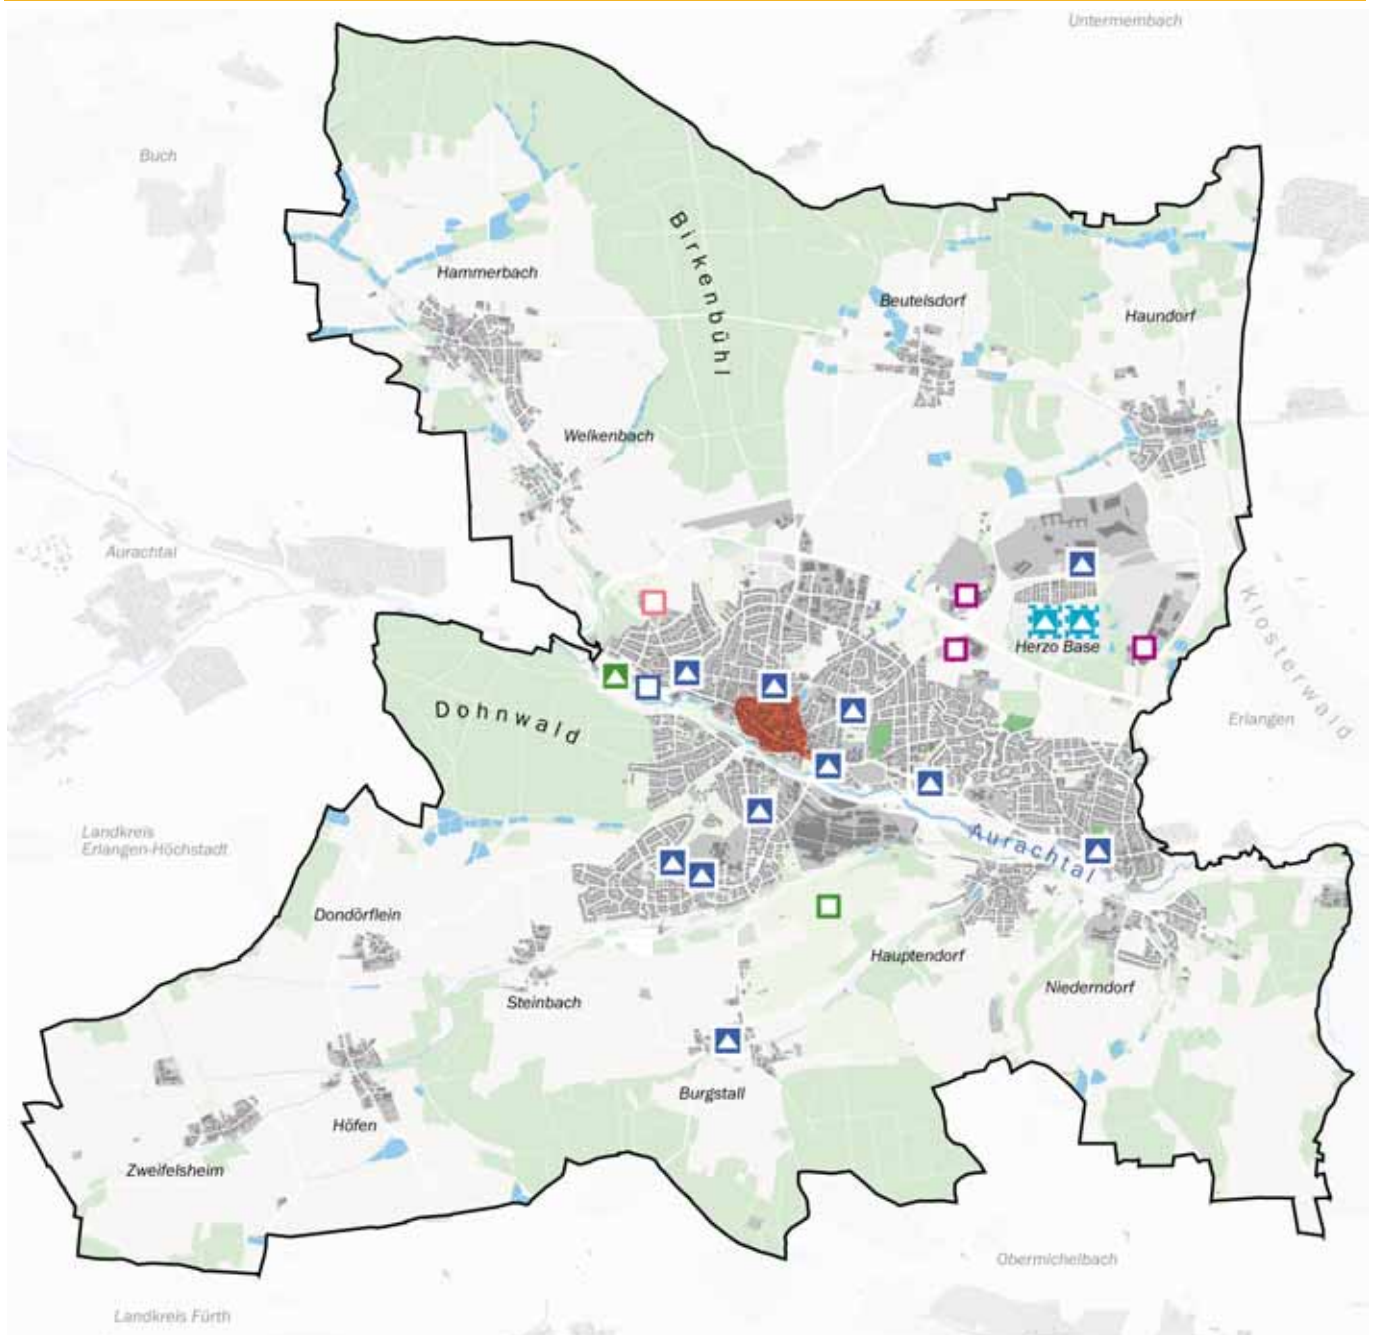 Untermembach
Buch
Birkenbühl
Hammerbach
Beutelsdorf
Haundorf
Welkenbach
Aurachtal
Klosterwald
Herzo Base
Dohnwald
Erlangen
Landkreis
Erlangen-Höchstadt
Aurachtal
Dondörflein
Hauptendorf
Steinbach
Niederndorf
Burgstall
Höfen
Zweifelsheim
Obermichelbach
Landkreis Fürth